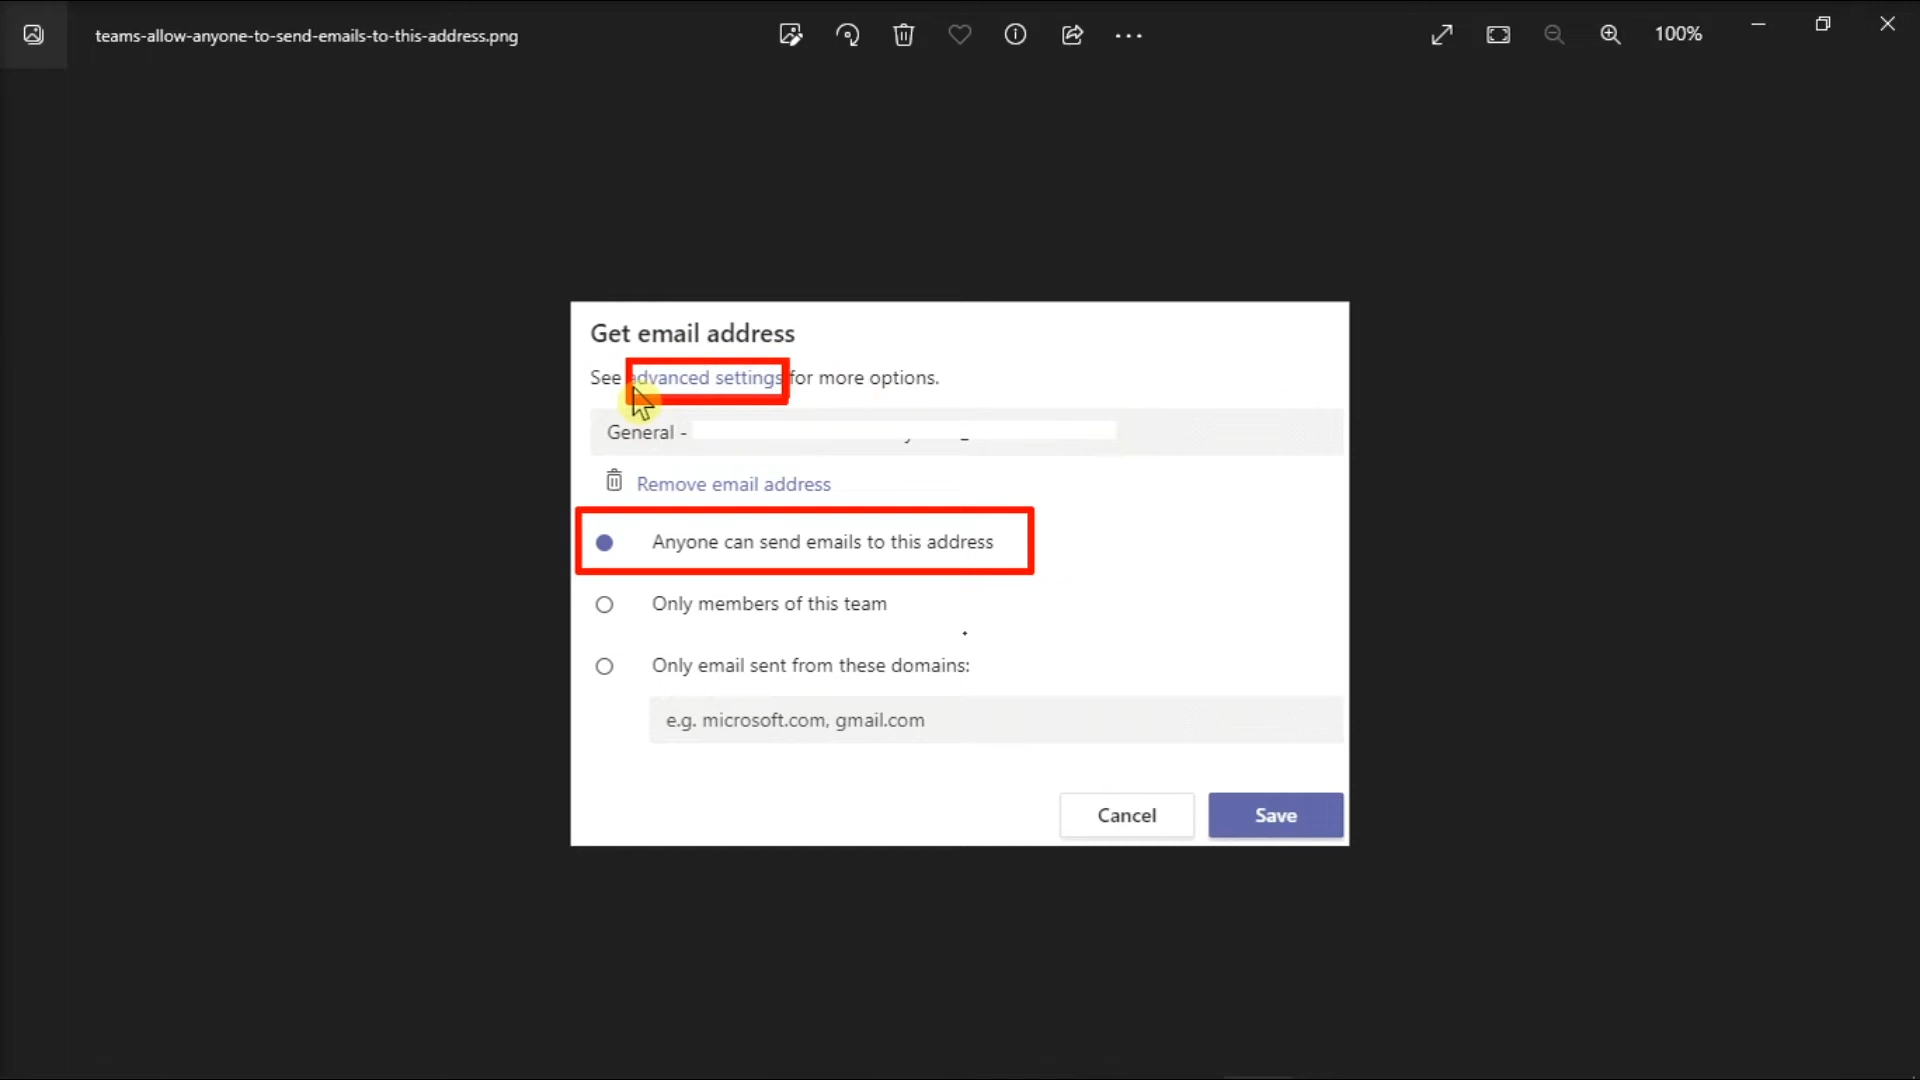 teams-allow-anyone-to-send-emails-to-this-address.png
100%
Get email address
See advanced settings for more options.
General -
Remove email address
Anyone can send emails to this address
Only members of this team
Only email sent from these domains:
e.g. microsoft.com, gmail.com
Cancel
Save